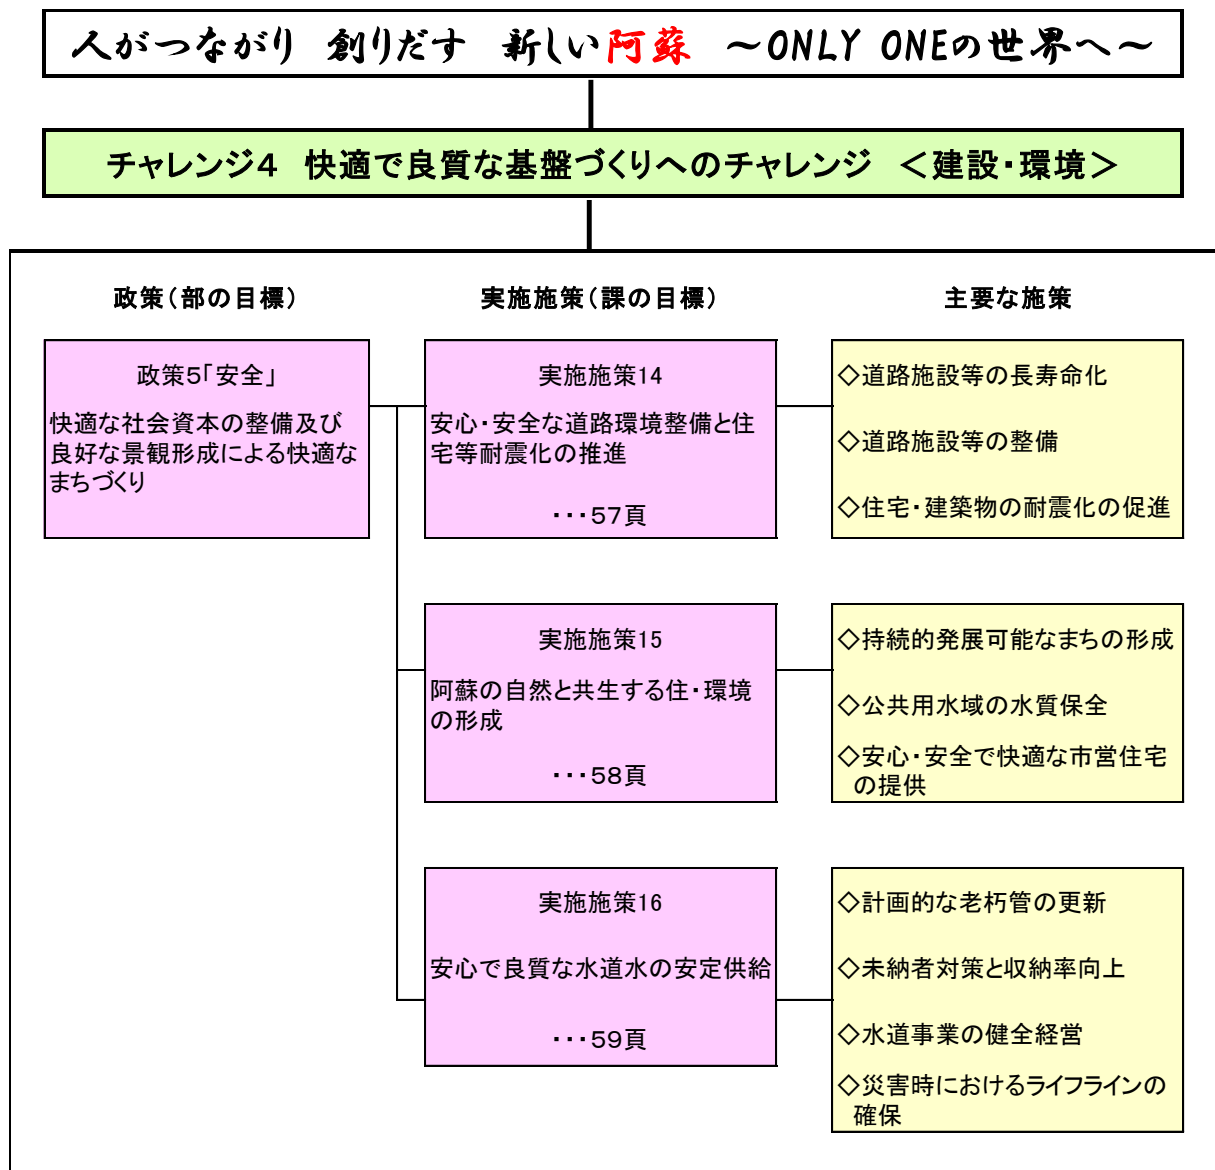 人がつながり 創りだす 新しい阿蘇 ～ONLY ONEの世界へ～
チャレンジ４ 快適で良質な基盤づくりへのチャレンジ ＜建設・環境＞
政策（部の目標）
実施施策（課の目標）
主要な施策
政策５「安全」
快適な社会資本の整備及び
良好な景観形成による快適な
まちづくり
実施施策14
安心・安全な道路環境整備と住
宅等耐震化の推進
・・・５７頁
◇道路施設等の長寿命化
◇道路施設等の整備
◇住宅・建築物の耐震化の促進
実施施策15
阿蘇の自然と共生する住・環境
の形成
・・・５８頁
◇持続的発展可能なまちの形成
◇公共用水域の水質保全
◇安心・安全で快適な市営住宅
の提供
実施施策16
安心で良質な水道水の安定供給
・・・５９頁
◇計画的な老朽管の更新
◇未納者対策と収納率向上
◇水道事業の健全経営
◇災害時におけるライフラインの
確保